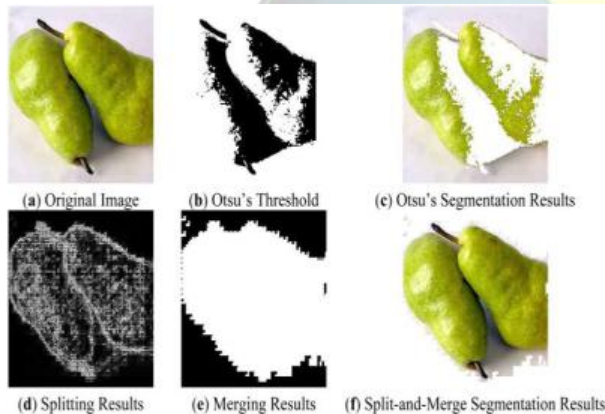 (a) Original Image
(b) Otsu's Threshold
(c) Otsu's Segmentation Results
(d) Splitting Results
(e) Merging Results
(f) Split-and-Merge Segmentation Results